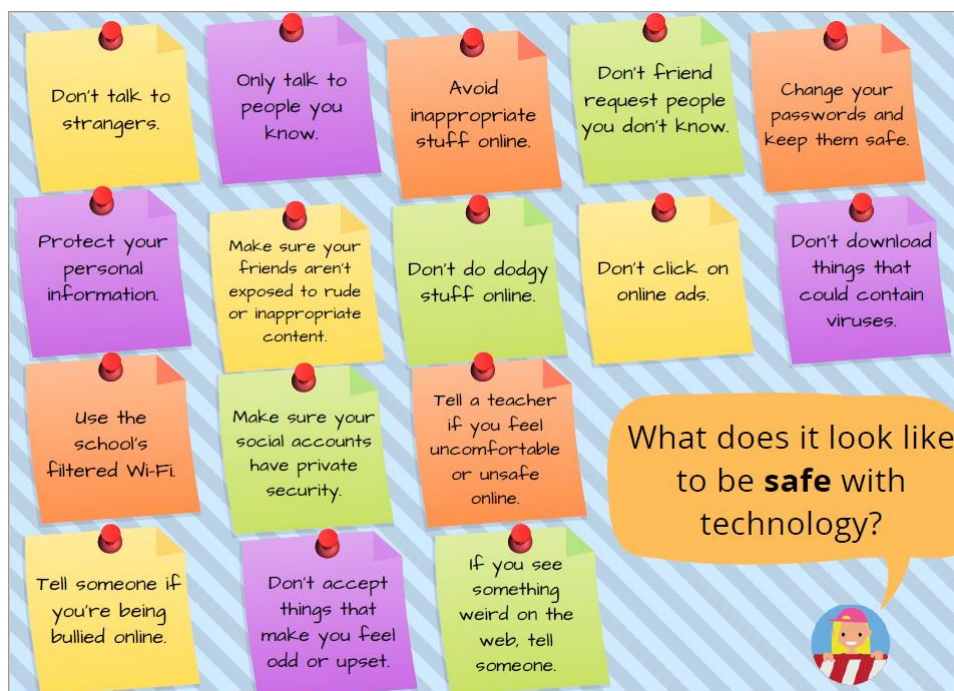 Don't talk to
strangers.
Only talk to
people you
know.
Avoid
inappropriate
stuff online.
Don't friend
request people
you don't know.
Change your
passwords and
keep them safe.
Protect your
personal
information.
Make sure your
friends aren't
exposed to rude
or inappropriate
content.
Don't do dodgy
stuff online.
Don't click on
online ads.
Don't download
things that
could contain
viruses.
Use the
school's
filtered Wi-Fi.
Make sure your
social accounts
have private
security.
Tell a teacher
if you feel
uncomfortable
or unsafe
online.
What does it look like
to be safe with
technology?
Tell someone if
you're being
bullied online.
Don't accept
things that
make you feel
odd or upset.
If you see
something
weird on the
web, tell
someone.